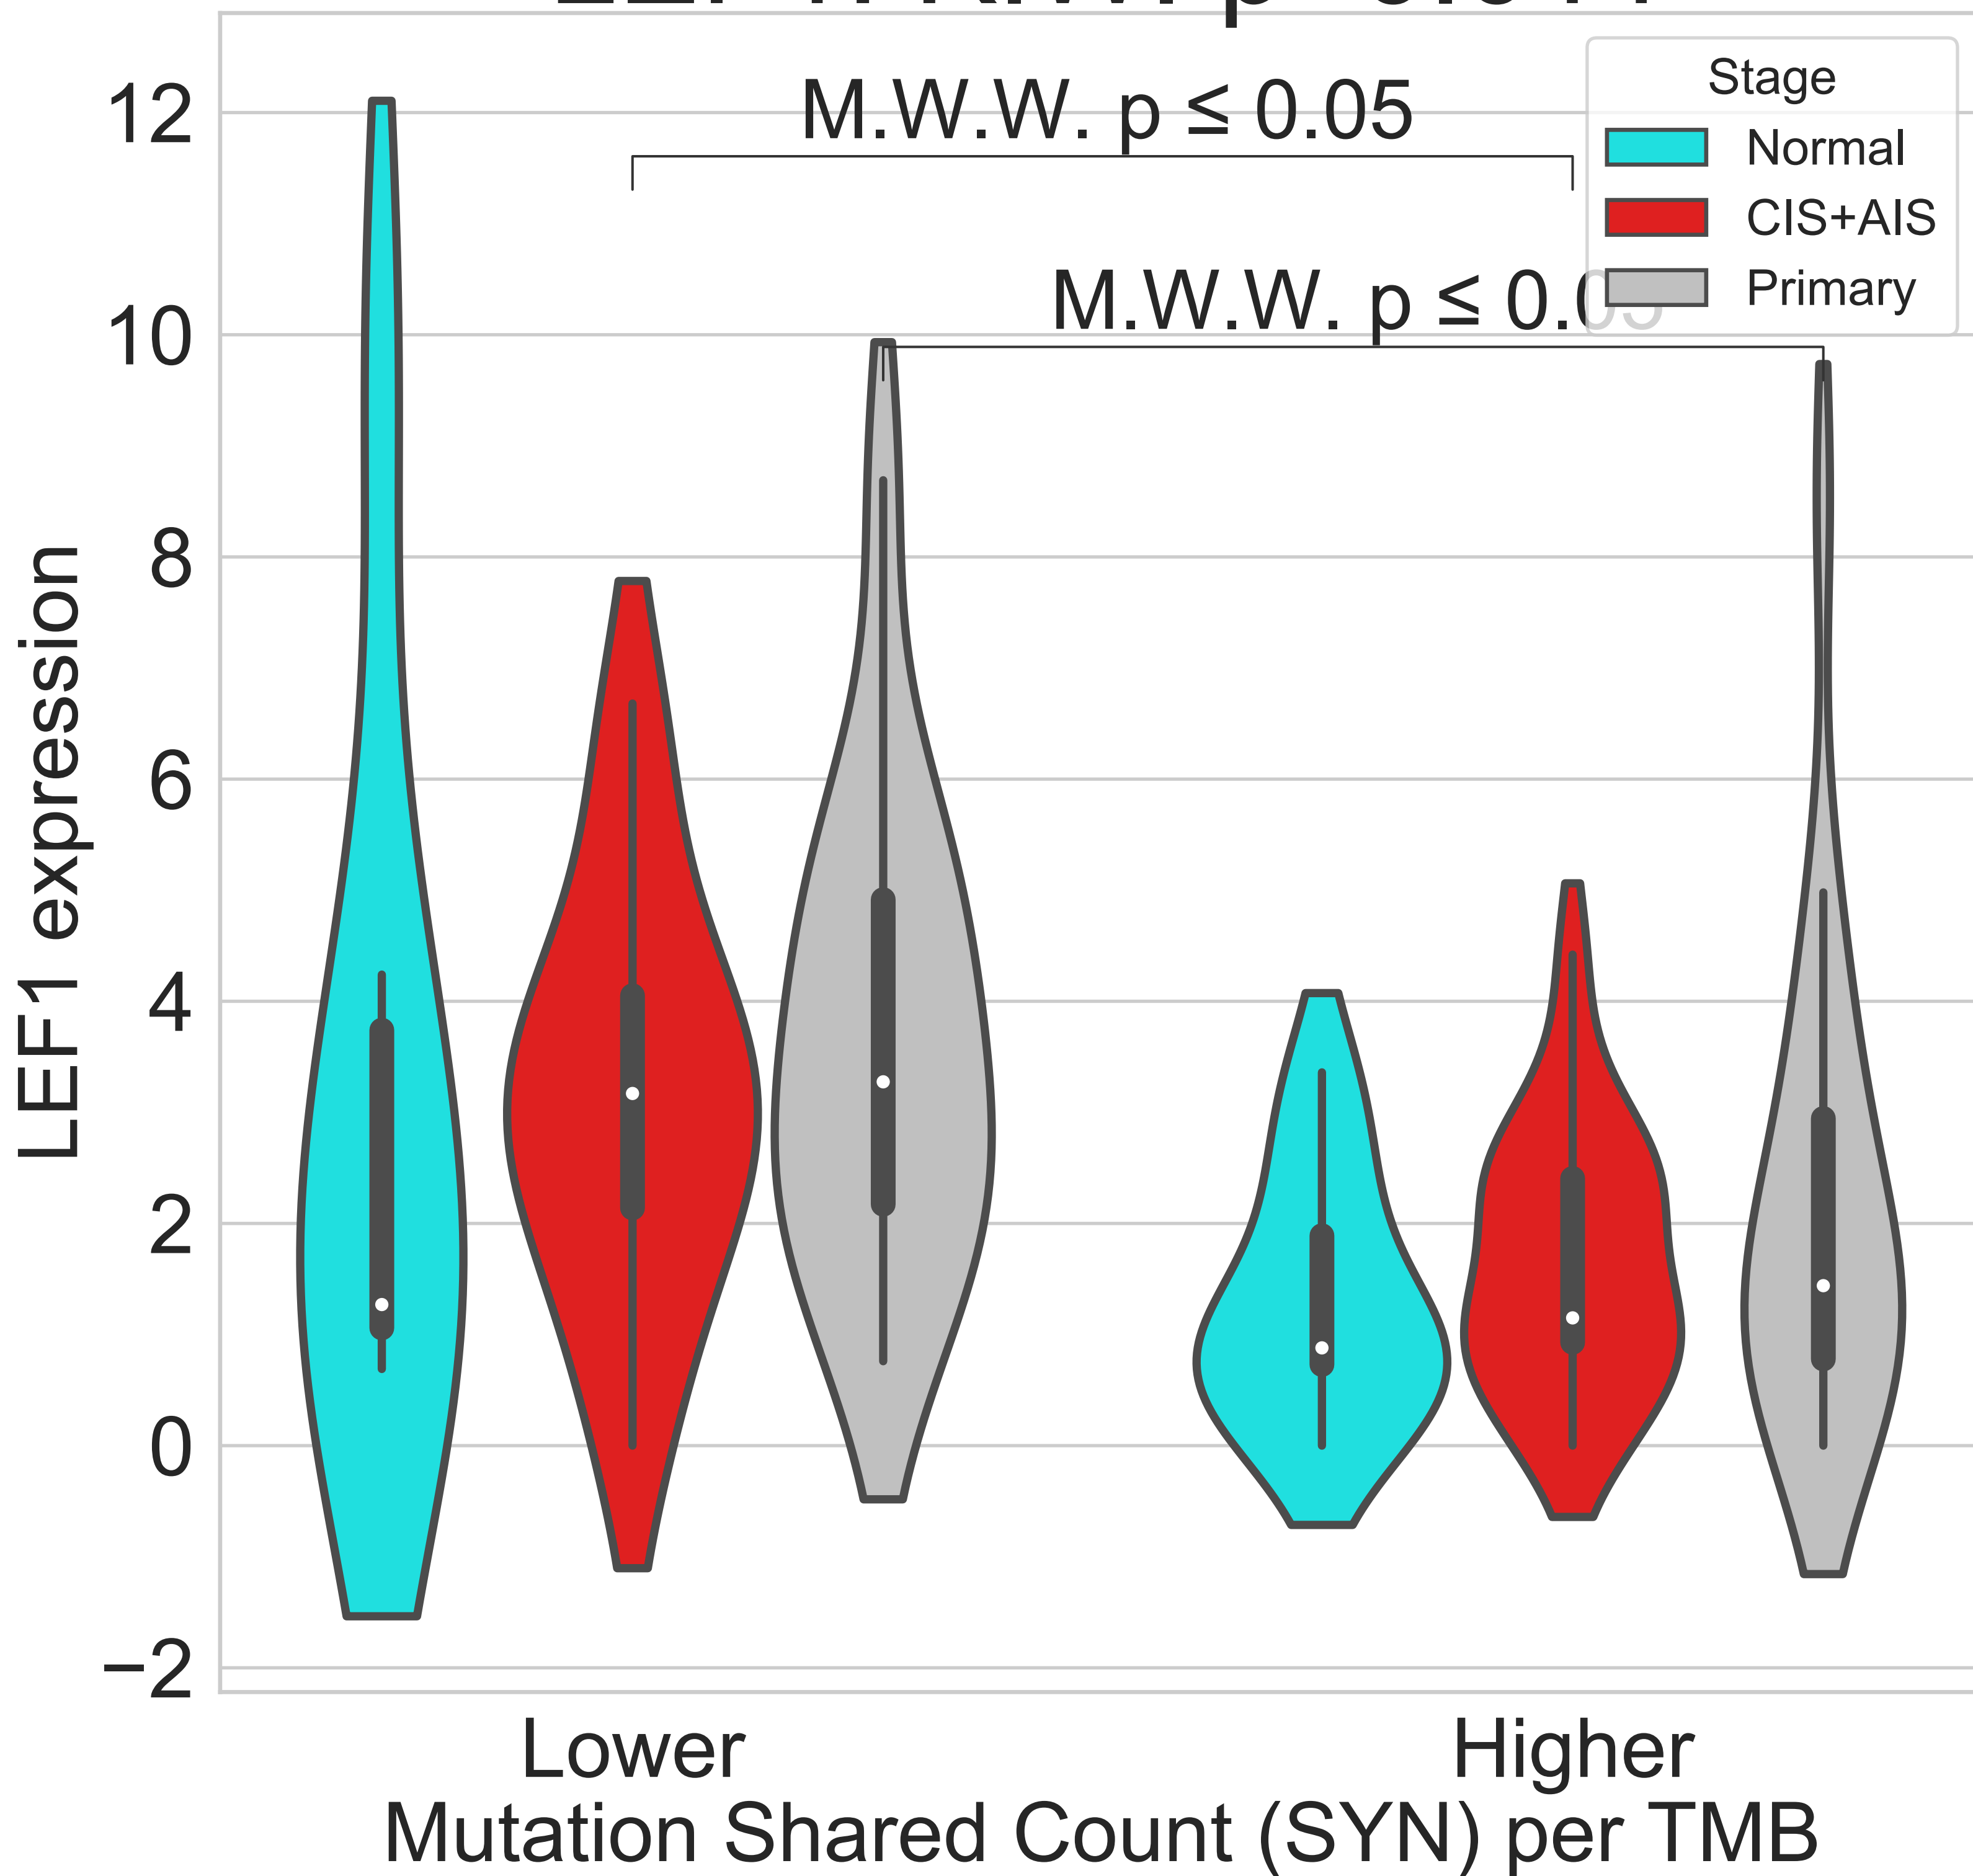 M.W.W. p ≤ 0.05
Stage
Normal
CIS+AIS
Primary
M.W.W. p ≤ 0.05
12
10
8
6
4
2
0
−2
LEF1 expression
Lower
Higher
Mutation Shared Count (SYN) per TMB